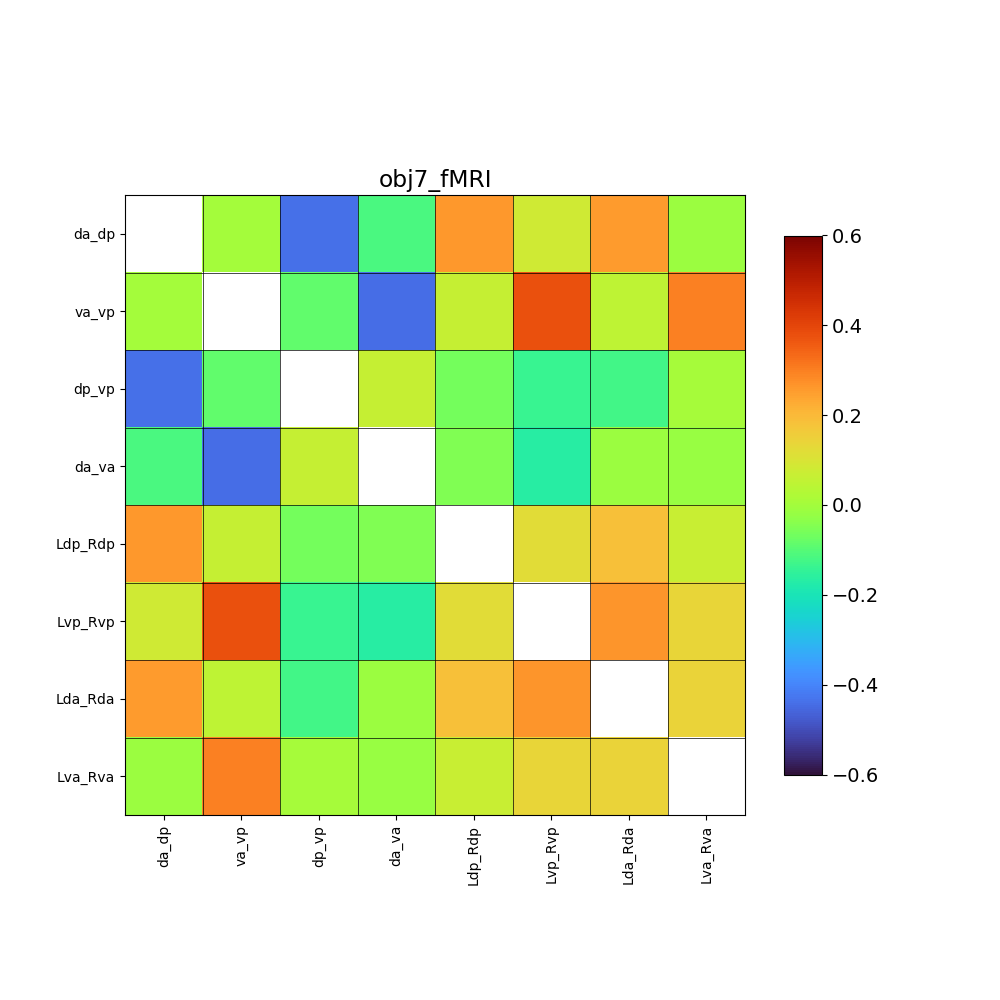 obj7_fMRI
da_dp
va_vp
dp_vp
da_va
Ldp_Rdp
Lvp_Rvp
Lda_Rda
Lva_Rva
da_dp
va_vp
dp_vp
da_va
Ldp_Rdp
Lvp_Rvp
Lda_Rda
Lva_Rva
0.6
0.4
0.2
0.0
−0.2
−0.4
−0.6